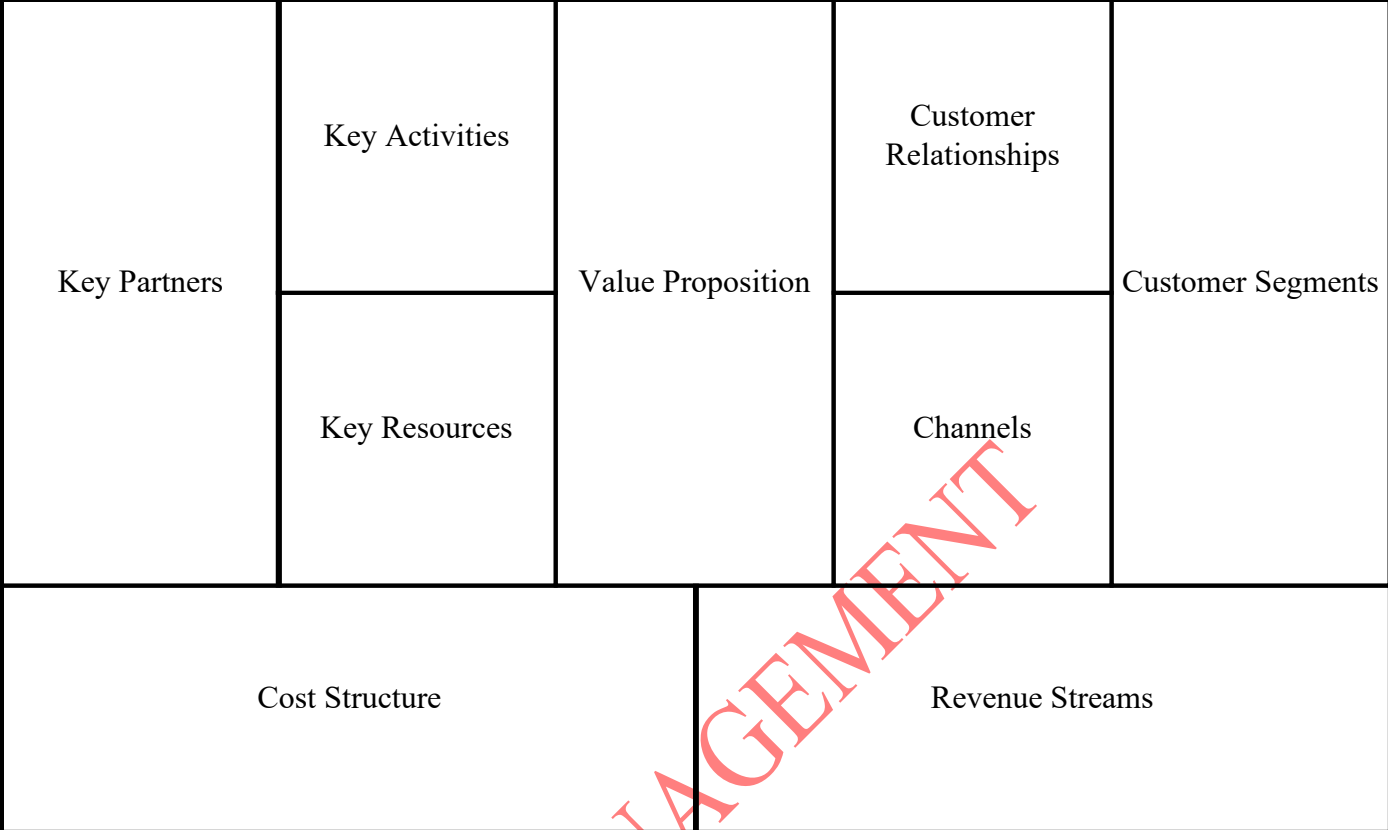 Key Partners
Key Activities
Key Resources
Value Proposition
Customer
Relationships
Channels
Customer Segments
Cost Structure
Revenue Streams